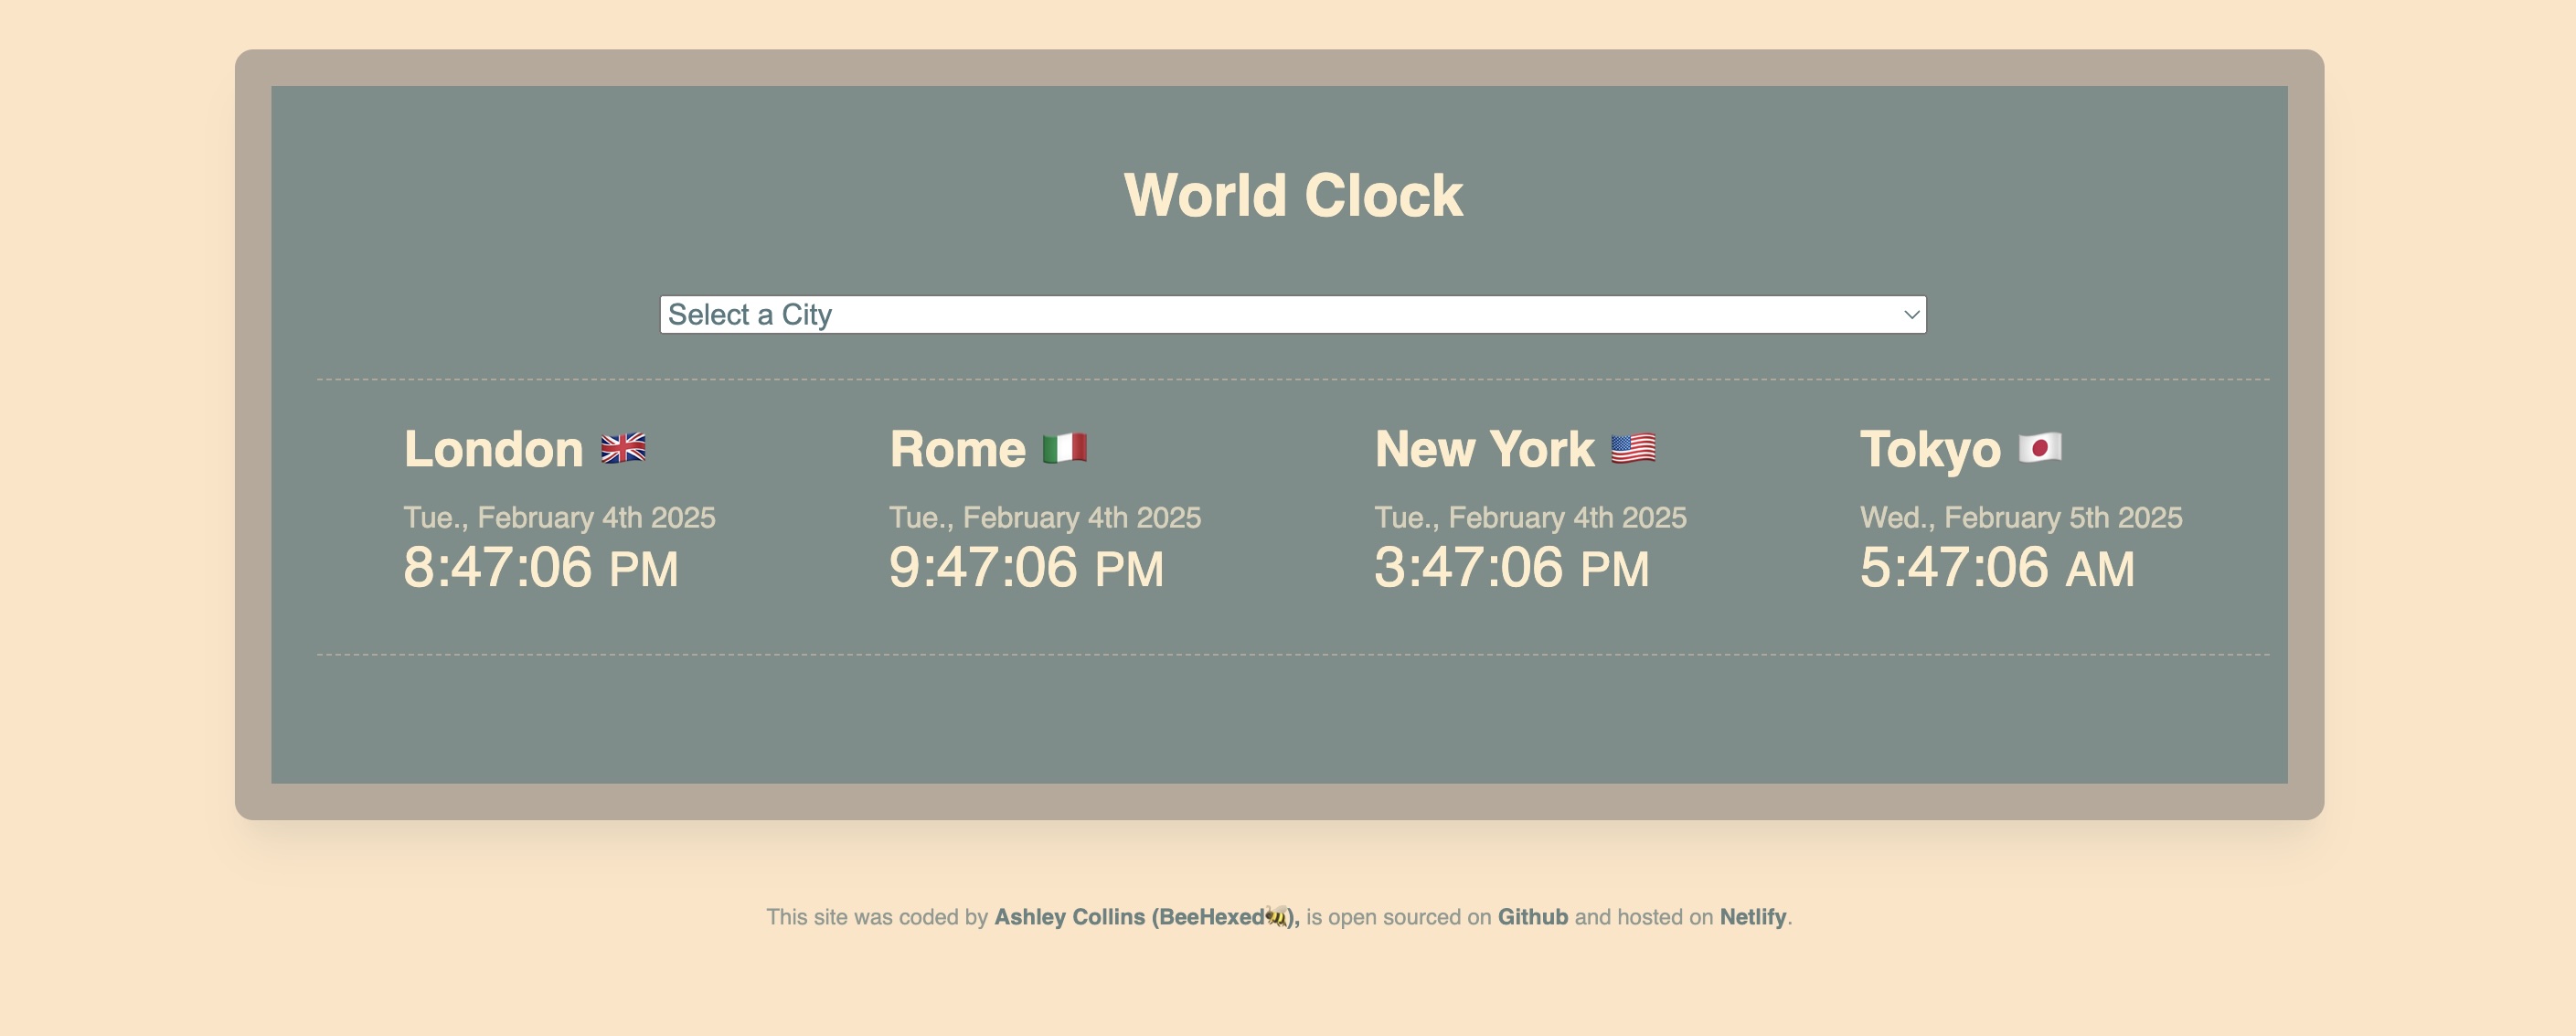 World Clock
Select a City
London 🇬🇧
Tue., February 4th 2025
8:47:06 PM
Rome 🇮🇹
Tue., February 4th 2025
9:47:06 PM
New York 🇺🇸
Tue., February 4th 2025
3:47:06 PM
Tokyo 🇯🇵
Wed., February 5th 2025
5:47:06 AM
This site was coded by Ashley Collins (BeeHexed🐝), is open sourced on Github and hosted on Netlify.